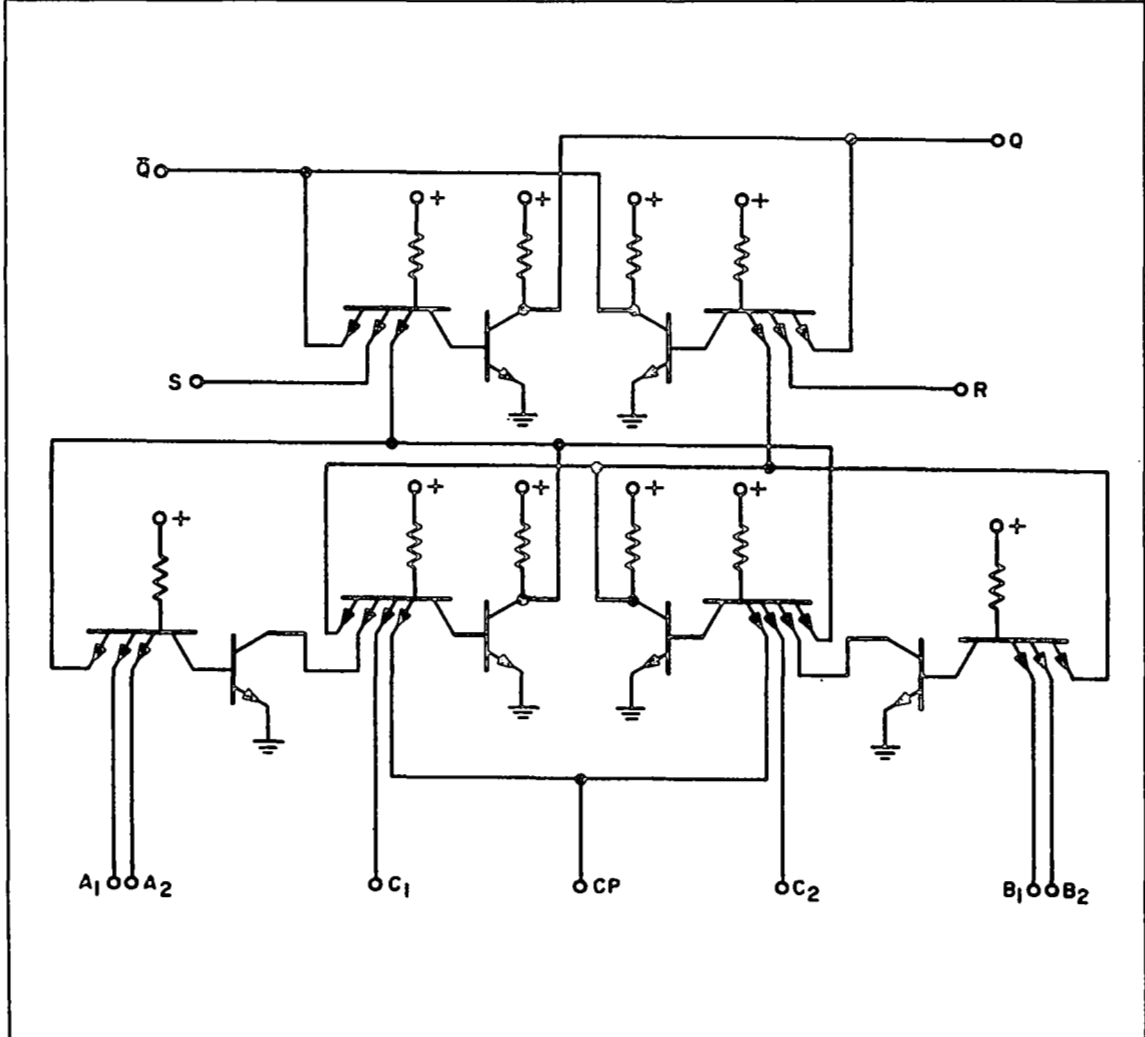 Q̄ Q
+ + + +
S R
+ + + +
+ +
A1 A2 C1 CP C2 B1 B2